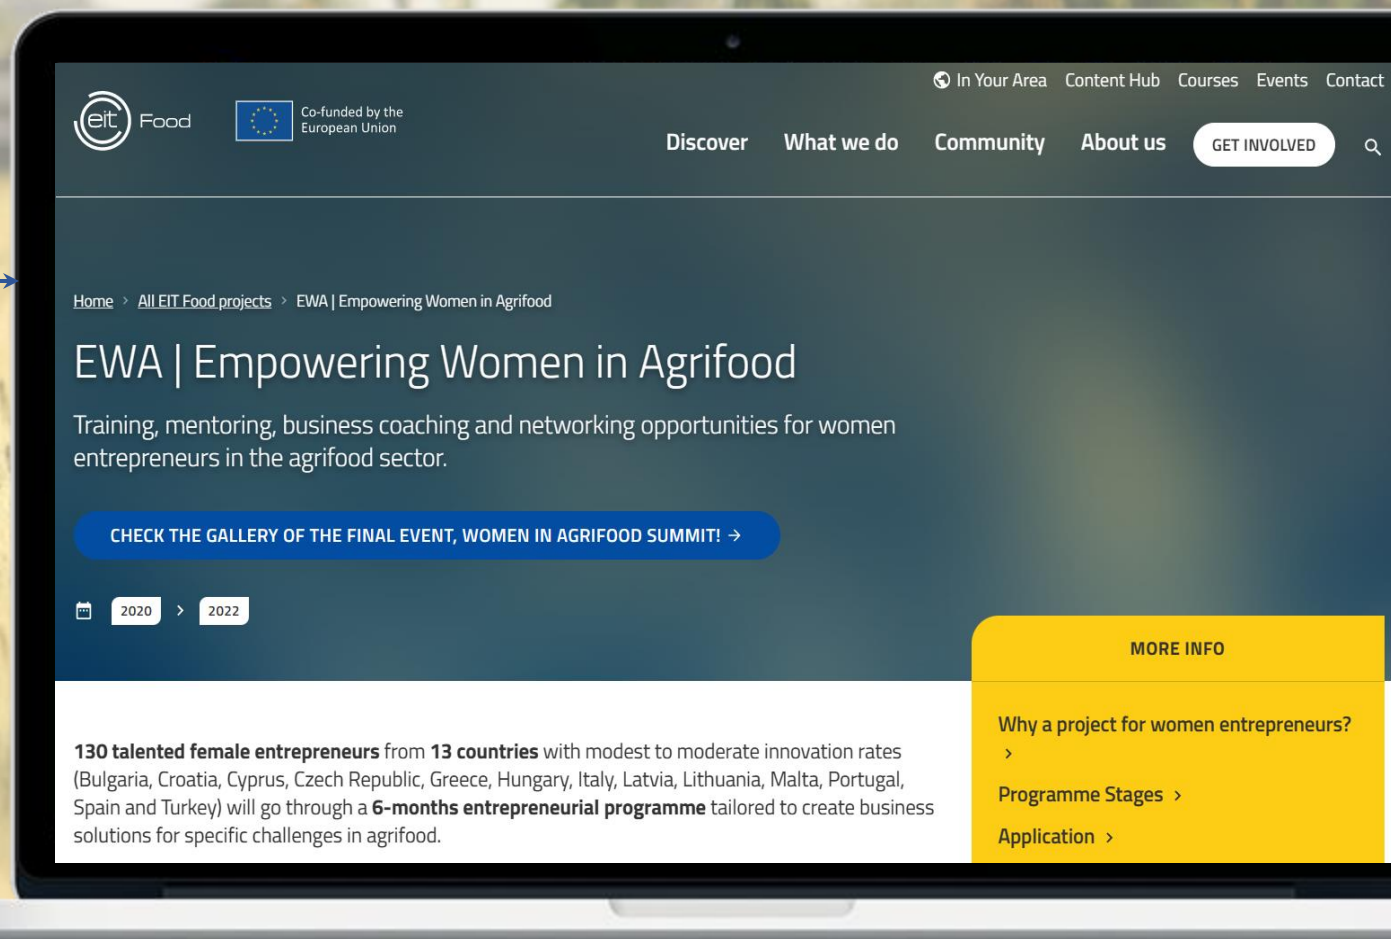 In Your Area Content Hub Courses Events Contact
eit Food
Co-funded by the
European Union
Discover What we do Community About us GET INVOLVED
Home > All EIT Food projects > EWA | Empowering Women in Agrifood
EWA | Empowering Women in Agrifood
Training, mentoring, business coaching and networking opportunities for women
entrepreneurs in the agrifood sector.
CHECK THE GALLERY OF THE FINAL EVENT, WOMEN IN AGRIFOOD SUMMIT! →
2020 > 2022
130 talented female entrepreneurs from 13 countries with modest to moderate innovation rates
(Bulgaria, Croatia, Cyprus, Czech Republic, Greece, Hungary, Italy, Latvia, Lithuania, Malta, Portugal,
Spain and Turkey) will go through a 6-months entrepreneurial programme tailored to create business
solutions for specific challenges in agrifood.
MORE INFO
Why a project for women entrepreneurs?
>
Programme Stages >
Application >